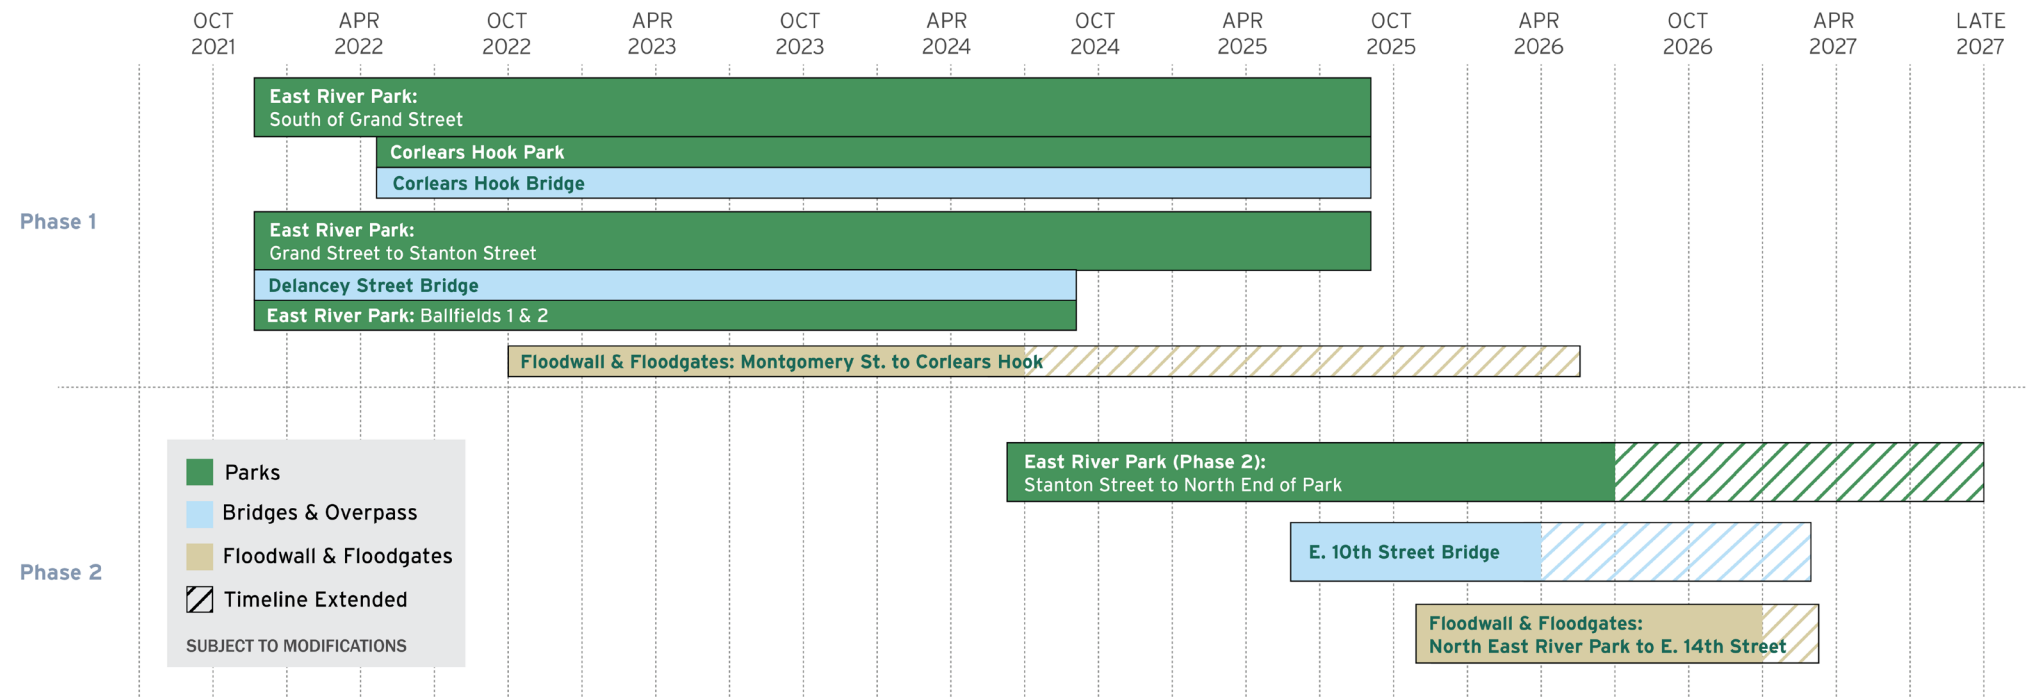 OCT APR OCT APR OCT APR OCT APR OCT APR OCT APR LATE
2021 2022 2022 2023 2023 2024 2024 2025 2025 2026 2026 2027 2027
East River Park:
South of Grand Street
Corlears Hook Park
Corlears Hook Bridge
Phase 1
East River Park:
Grand Street to Stanton Street
Delancey Street Bridge
East River Park: Ballfields 1 & 2
Floodwall & Floodgates: Montgomery St. to Corlears Hook
East River Park (Phase 2):
Stanton Street to North End of Park
E. 10th Street Bridge
Phase 2
Floodwall & Floodgates:
North East River Park to E. 14th Street
Parks
Bridges & Overpass
Floodwall & Floodgates
Timeline Extended
SUBJECT TO MODIFICATIONS